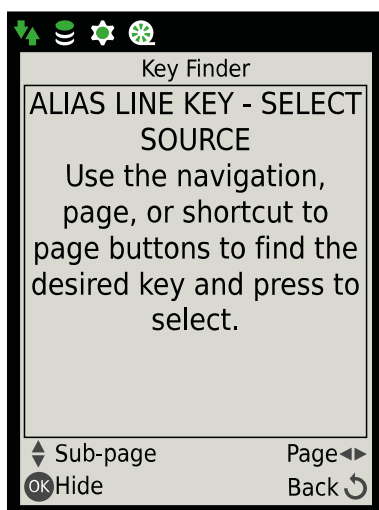 Key Finder
ALIAS LINE KEY - SELECT
SOURCE
Use the navigation,
page, or shortcut to
page buttons to find the
desired key and press to
select.
Sub-page
Page
OK Hide
Back